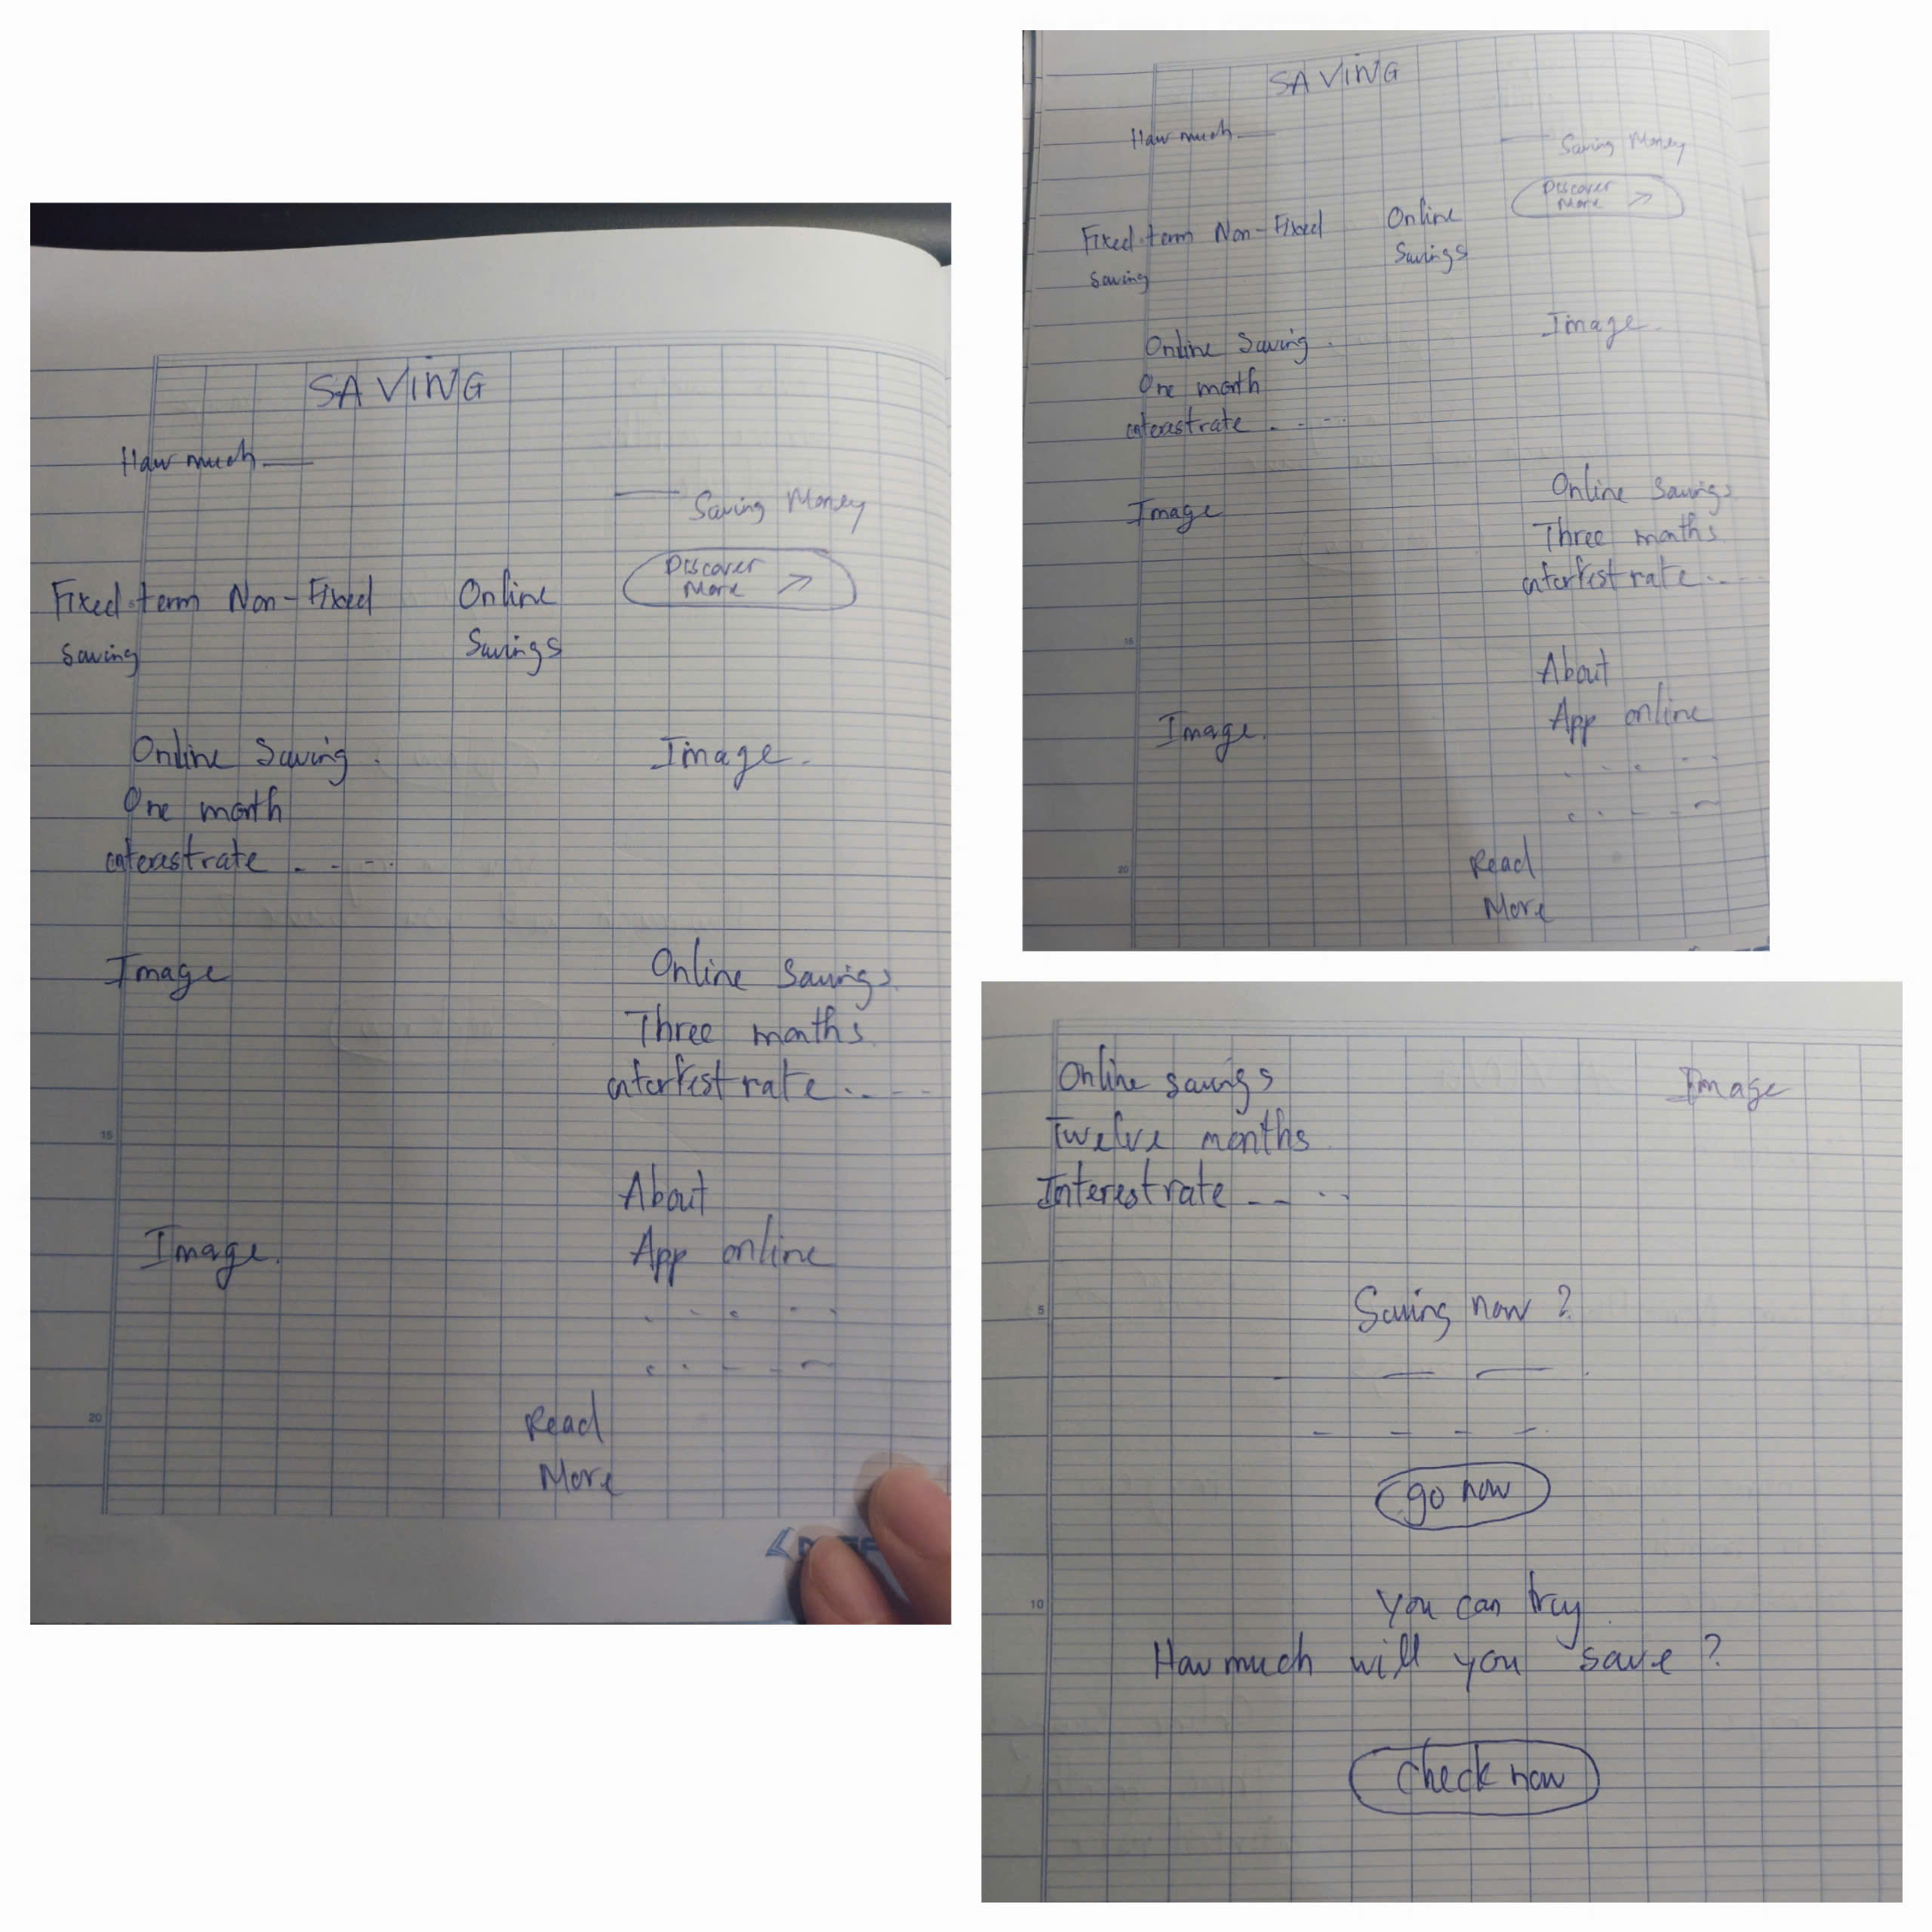 SAVING
Haw much
Saving Money
Discover
More
Fixed term Non-Fixed Online
Saving Savings
Online Saving. Image.
One month
interestrate . - - . .
Image Online Savings
Three months
interest rate . . - - -
About
Image. App online
Read
More
15
20
SAVING
Haw much
Saving Money
Discover
More
Fixed term Non-Fixed Online
Saving Savings
Online Saving. Image.
One month
interestrate . - - . .
Image Online Savings
Three months
interest rate . . - - -
About
Image. App online
Read
More
15
20
Online savings Image
Twelve months
Interest rate - - . .
5
Saving now ?
go now
10
You can try
How much will you save ?
Check now